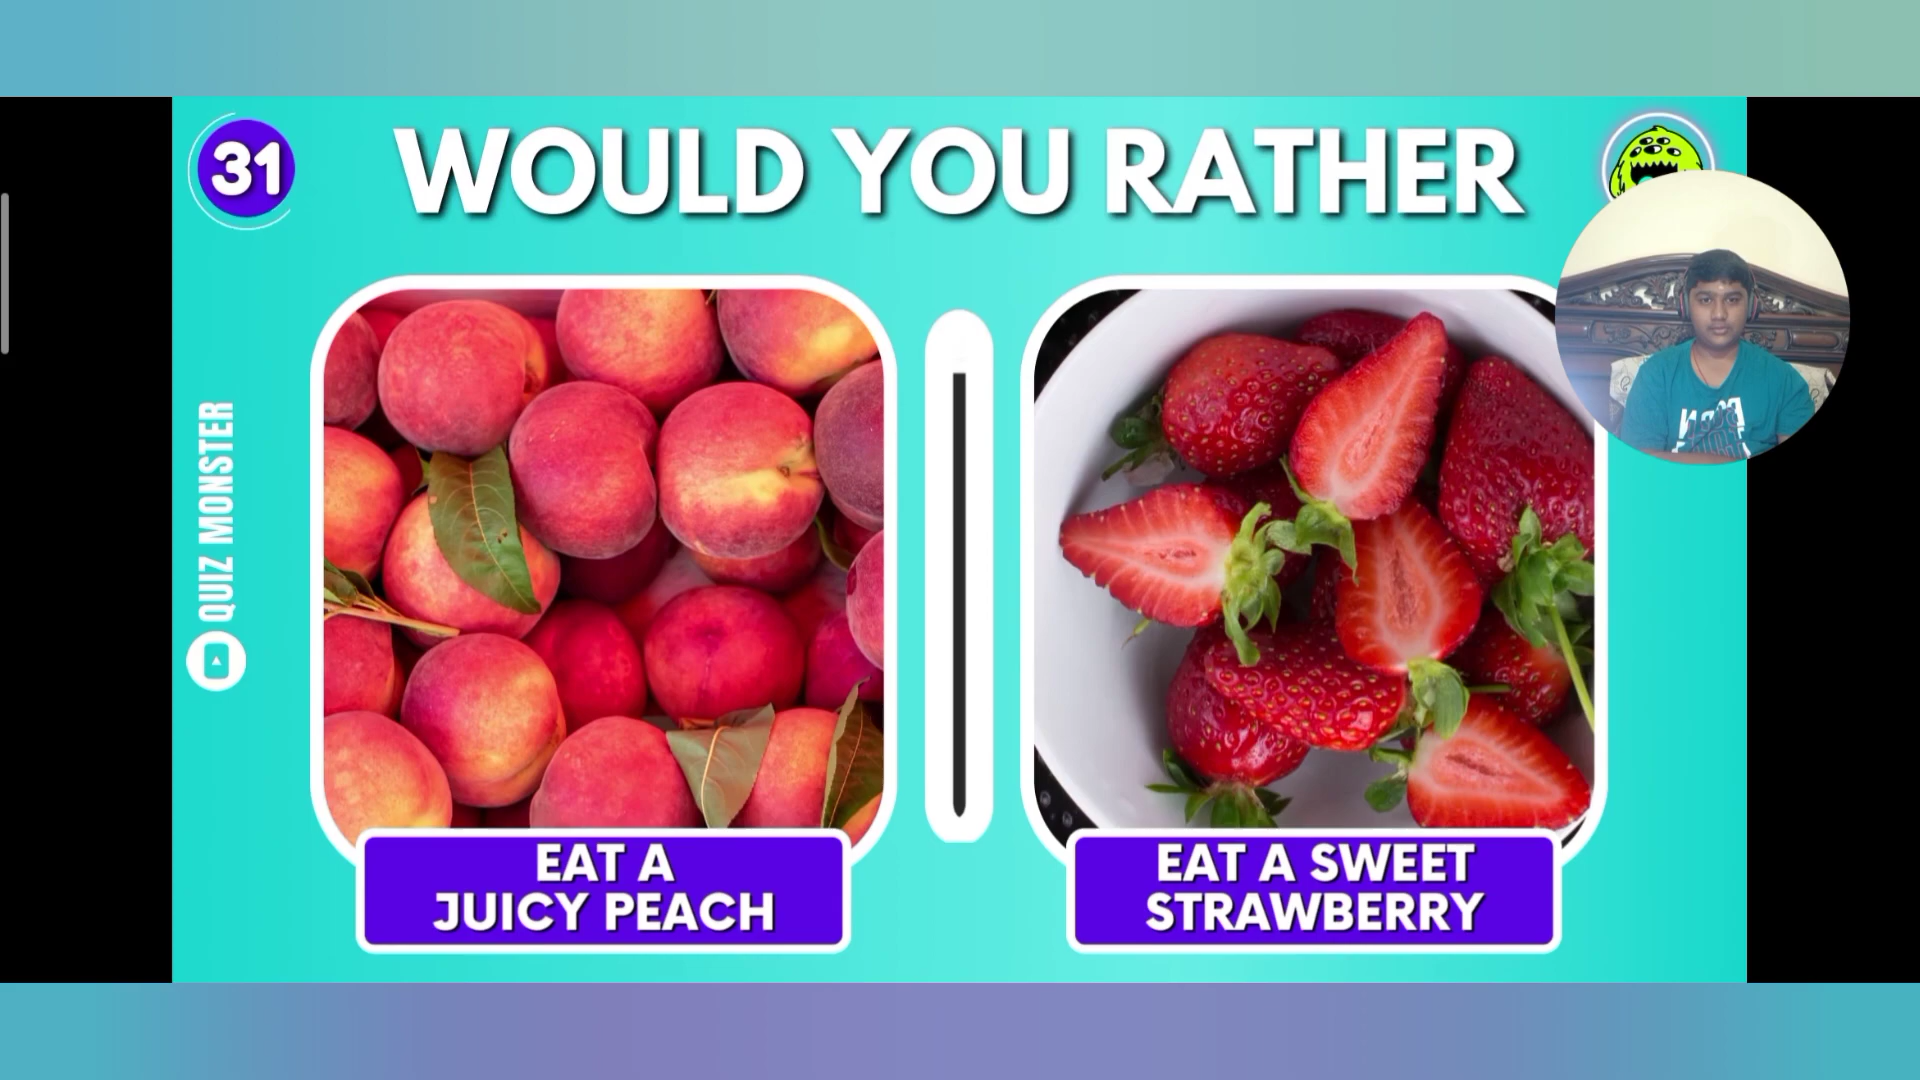 31
WOULD YOU RATHER
QUIZ MONSTER
EAT A
JUICY PEACH
EAT A SWEET
STRAWBERRY